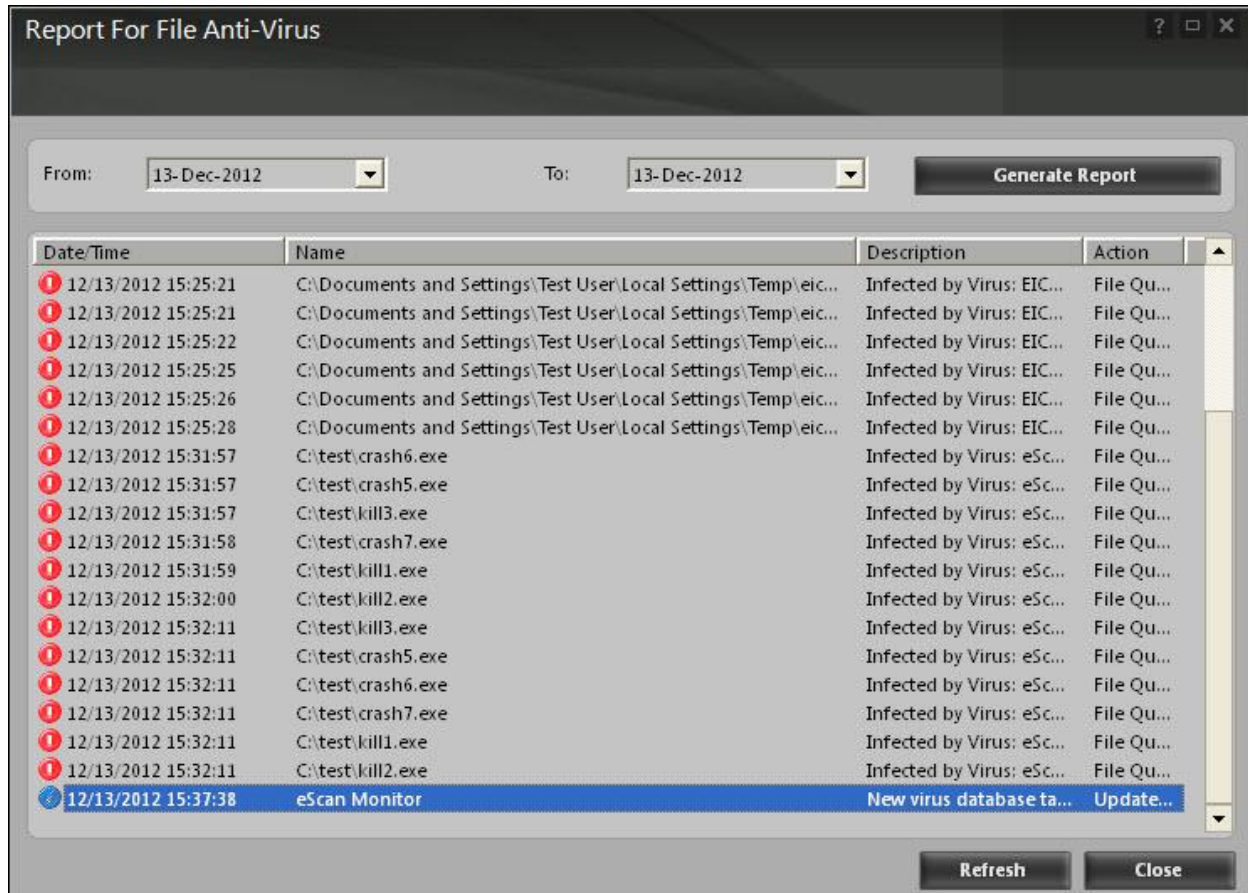 Report For File Anti-Virus
From: 13-Dec-2012 To: 13-Dec-2012 Generate Report
Date/Time Name Description Action
12/13/2012 15:25:21 C:\Documents and Settings\Test User\Local Settings\Temp\eic... Infected by Virus: EIC... File Qu...
12/13/2012 15:25:21 C:\Documents and Settings\Test User\Local Settings\Temp\eic... Infected by Virus: EIC... File Qu...
12/13/2012 15:25:22 C:\Documents and Settings\Test User\Local Settings\Temp\eic... Infected by Virus: EIC... File Qu...
12/13/2012 15:25:25 C:\Documents and Settings\Test User\Local Settings\Temp\eic... Infected by Virus: EIC... File Qu...
12/13/2012 15:25:26 C:\Documents and Settings\Test User\Local Settings\Temp\eic... Infected by Virus: EIC... File Qu...
12/13/2012 15:25:28 C:\Documents and Settings\Test User\Local Settings\Temp\eic... Infected by Virus: EIC... File Qu...
12/13/2012 15:31:57 C:\test\crash6.exe Infected by Virus: eSc... File Qu...
12/13/2012 15:31:57 C:\test\crash5.exe Infected by Virus: eSc... File Qu...
12/13/2012 15:31:57 C:\test\kill3.exe Infected by Virus: eSc... File Qu...
12/13/2012 15:31:58 C:\test\crash7.exe Infected by Virus: eSc... File Qu...
12/13/2012 15:31:59 C:\test\kill1.exe Infected by Virus: eSc... File Qu...
12/13/2012 15:32:00 C:\test\kill2.exe Infected by Virus: eSc... File Qu...
12/13/2012 15:32:11 C:\test\kill3.exe Infected by Virus: eSc... File Qu...
12/13/2012 15:32:11 C:\test\crash5.exe Infected by Virus: eSc... File Qu...
12/13/2012 15:32:11 C:\test\crash6.exe Infected by Virus: eSc... File Qu...
12/13/2012 15:32:11 C:\test\crash7.exe Infected by Virus: eSc... File Qu...
12/13/2012 15:32:11 C:\test\kill1.exe Infected by Virus: eSc... File Qu...
12/13/2012 15:32:11 C:\test\kill2.exe Infected by Virus: eSc... File Qu...
12/13/2012 15:37:38 eScan Monitor New virus database ta... Update...
Refresh Close